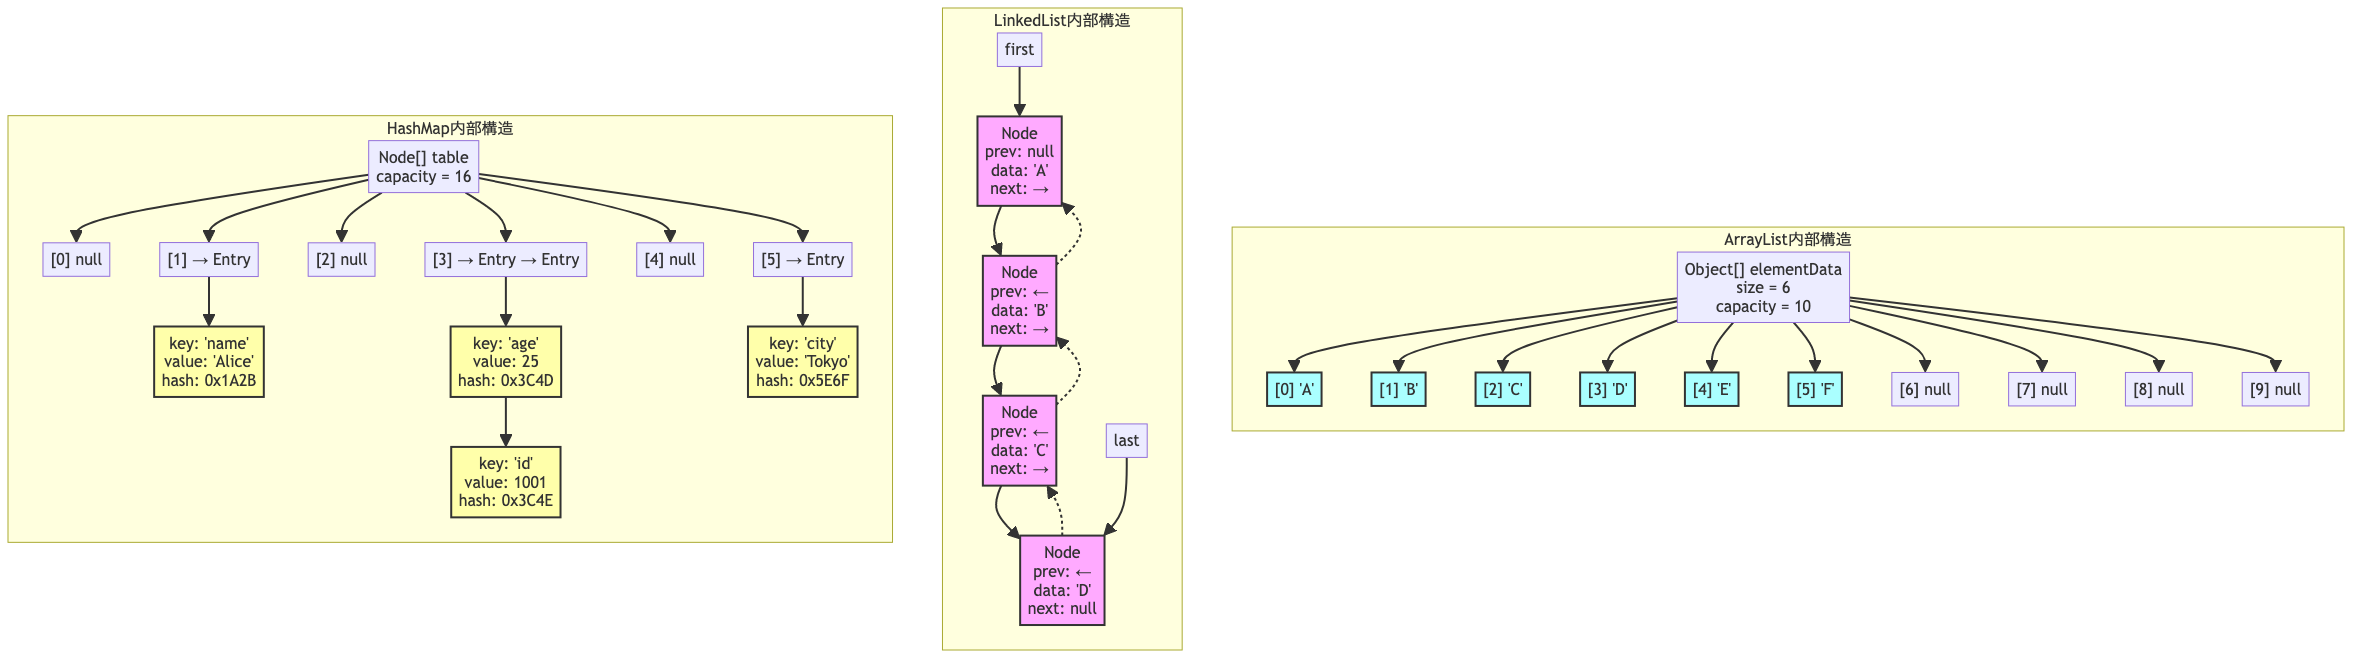 HashMap内部構造
Node[] table
capacity = 16
[0] null
[1] → Entry
[2] null
[3] → Entry → Entry
[4] null
[5] → Entry
key: 'name'
value: 'Alice'
hash: 0x1A2B
key: 'age'
value: 25
hash: 0x3C4D
key: 'city'
value: 'Tokyo'
hash: 0x5E6F
key: 'id'
value: 1001
hash: 0x3C4E
LinkedList内部構造
first
Node
prev: null
data: 'A'
next: →
Node
prev: ←
data: 'B'
next: →
Node
prev: ←
data: 'C'
next: →
last
Node
prev: ←
data: 'D'
next: null
ArrayList内部構造
Object[] elementData
size = 6
capacity = 10
[0] 'A'
[1] 'B'
[2] 'C'
[3] 'D'
[4] 'E'
[5] 'F'
[6] null
[7] null
[8] null
[9] null